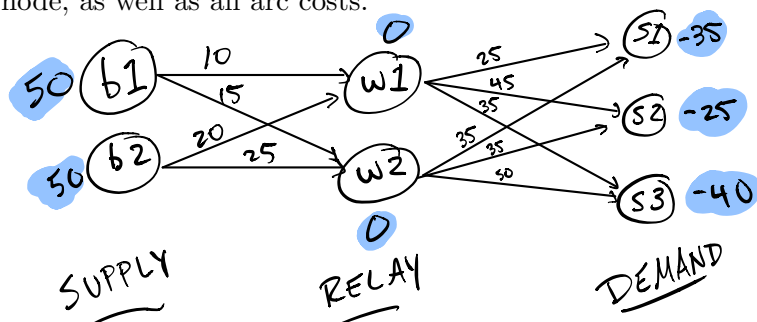 node, as well as all arc costs.
0
S1 -35
50 b1 10 w1 25
15 45
35
20 S2 -25
50 b2 25 w2 35
35
50
S3 -40
0
SUPPLY RELAY DEMAND